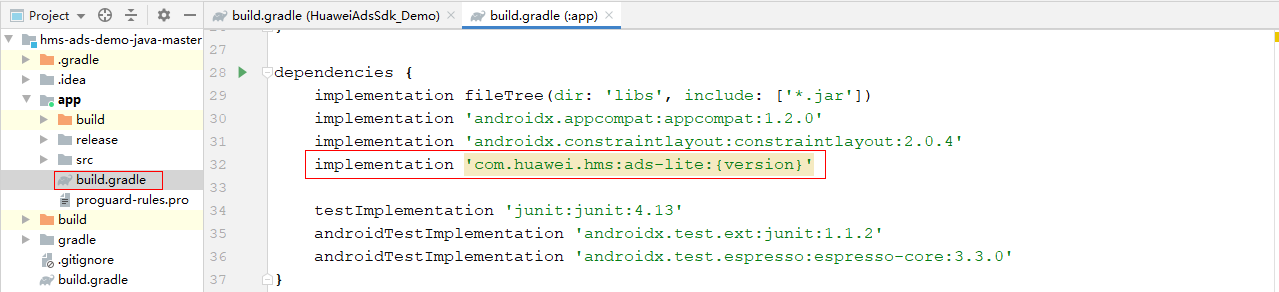 Project
build.gradle (HuaweiAdsSdk_Demo)
build.gradle (:app)
hms-ads-demo-java-master
.gradle
.idea
app
build
release
src
build.gradle
proguard-rules.pro
build
gradle
.gitignore
build.gradle
27
28 dependencies {
29 implementation fileTree(dir: 'libs', include: ['*.jar'])
30 implementation 'androidx.appcompat:appcompat:1.2.0'
31 implementation 'androidx.constraintlayout:constraintlayout:2.0.4'
32 implementation 'com.huawei.hms:ads-lite:{version}'
33
34 testImplementation 'junit:junit:4.13'
35 androidTestImplementation 'androidx.test.ext:junit:1.1.2'
36 androidTestImplementation 'androidx.test.espresso:espresso-core:3.3.0'
37 }